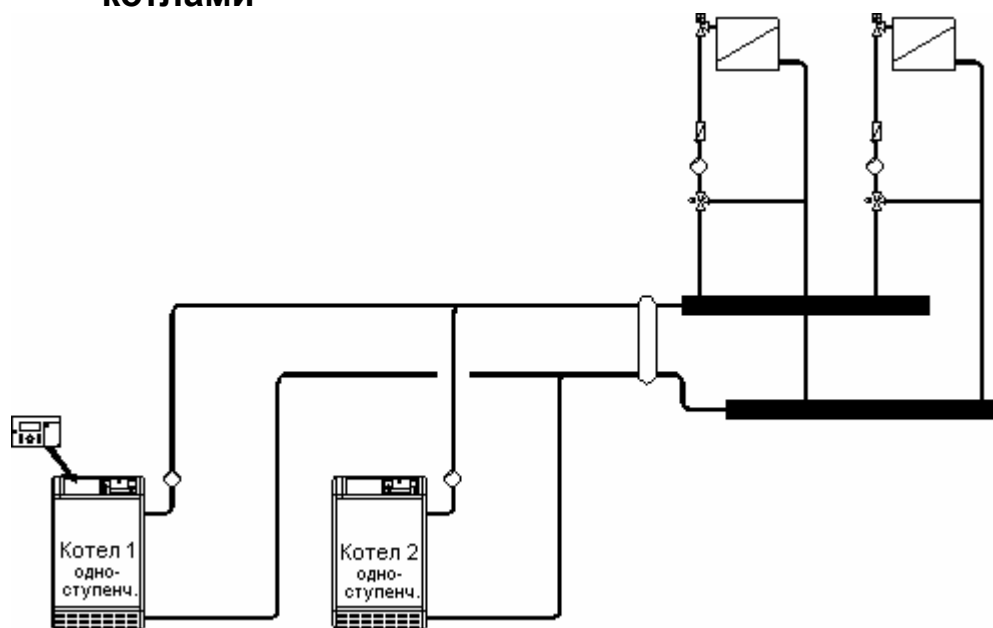 котлами
Котел 1
одно-
ступенч.
Котел 2
одно-
ступенч.